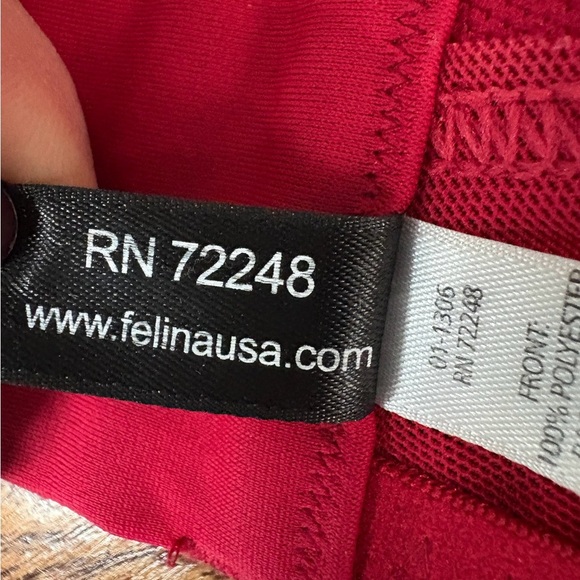 RN 72248
www.felinausa.com
01-1306
RN 72248
FRONT:
100% POLYESTER